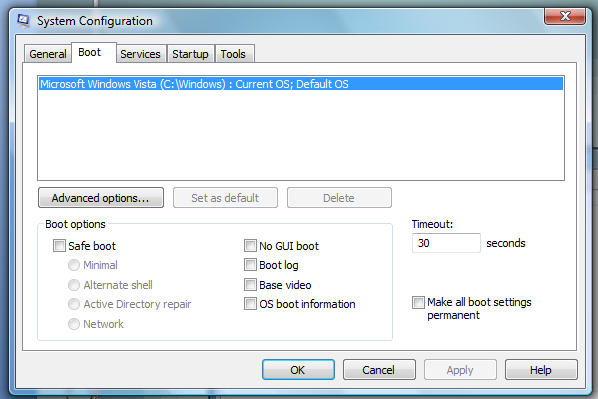 System Configuration
General Boot Services Startup Tools
Microsoft Windows Vista (C:\Windows) : Current OS; Default OS
Advanced options... Set as default Delete
Boot options
Timeout:
Safe boot No GUI boot
30 seconds
Minimal Boot log
Alternate shell Base video
Active Directory repair OS boot information
Make all boot settings
permanent
Network
OK Cancel Apply Help